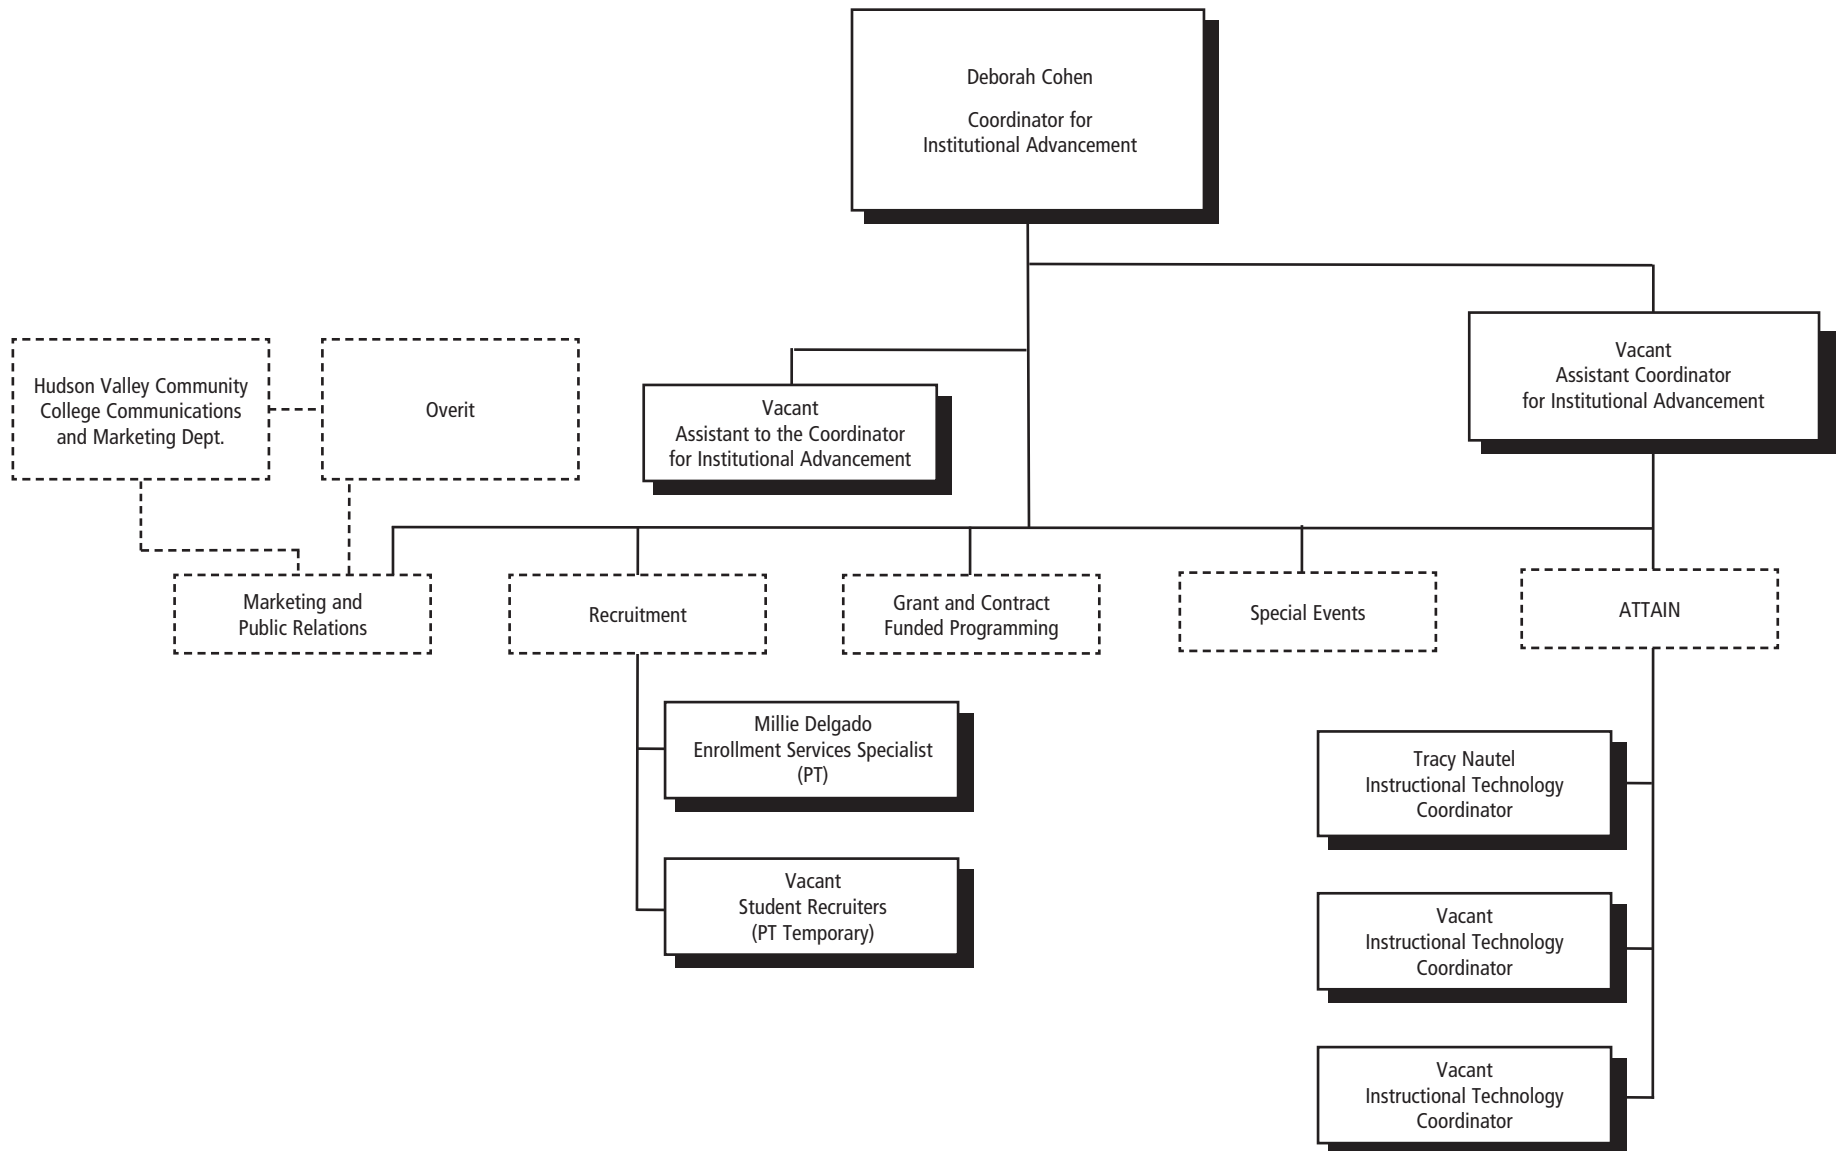 Deborah Cohen
Coordinator for
Institutional Advancement
Vacant
Assistant Coordinator
for Institutional Advancement
Hudson Valley Community
College Communications
and Marketing Dept.
Overit
Vacant
Assistant to the Coordinator
for Institutional Advancement
Marketing and
Public Relations
Recruitment
Grant and Contract
Funded Programming
Special Events
ATTAIN
Millie Delgado
Enrollment Services Specialist
(PT)
Vacant
Student Recruiters
(PT Temporary)
Tracy Nautel
Instructional Technology
Coordinator
Vacant
Instructional Technology
Coordinator
Vacant
Instructional Technology
Coordinator